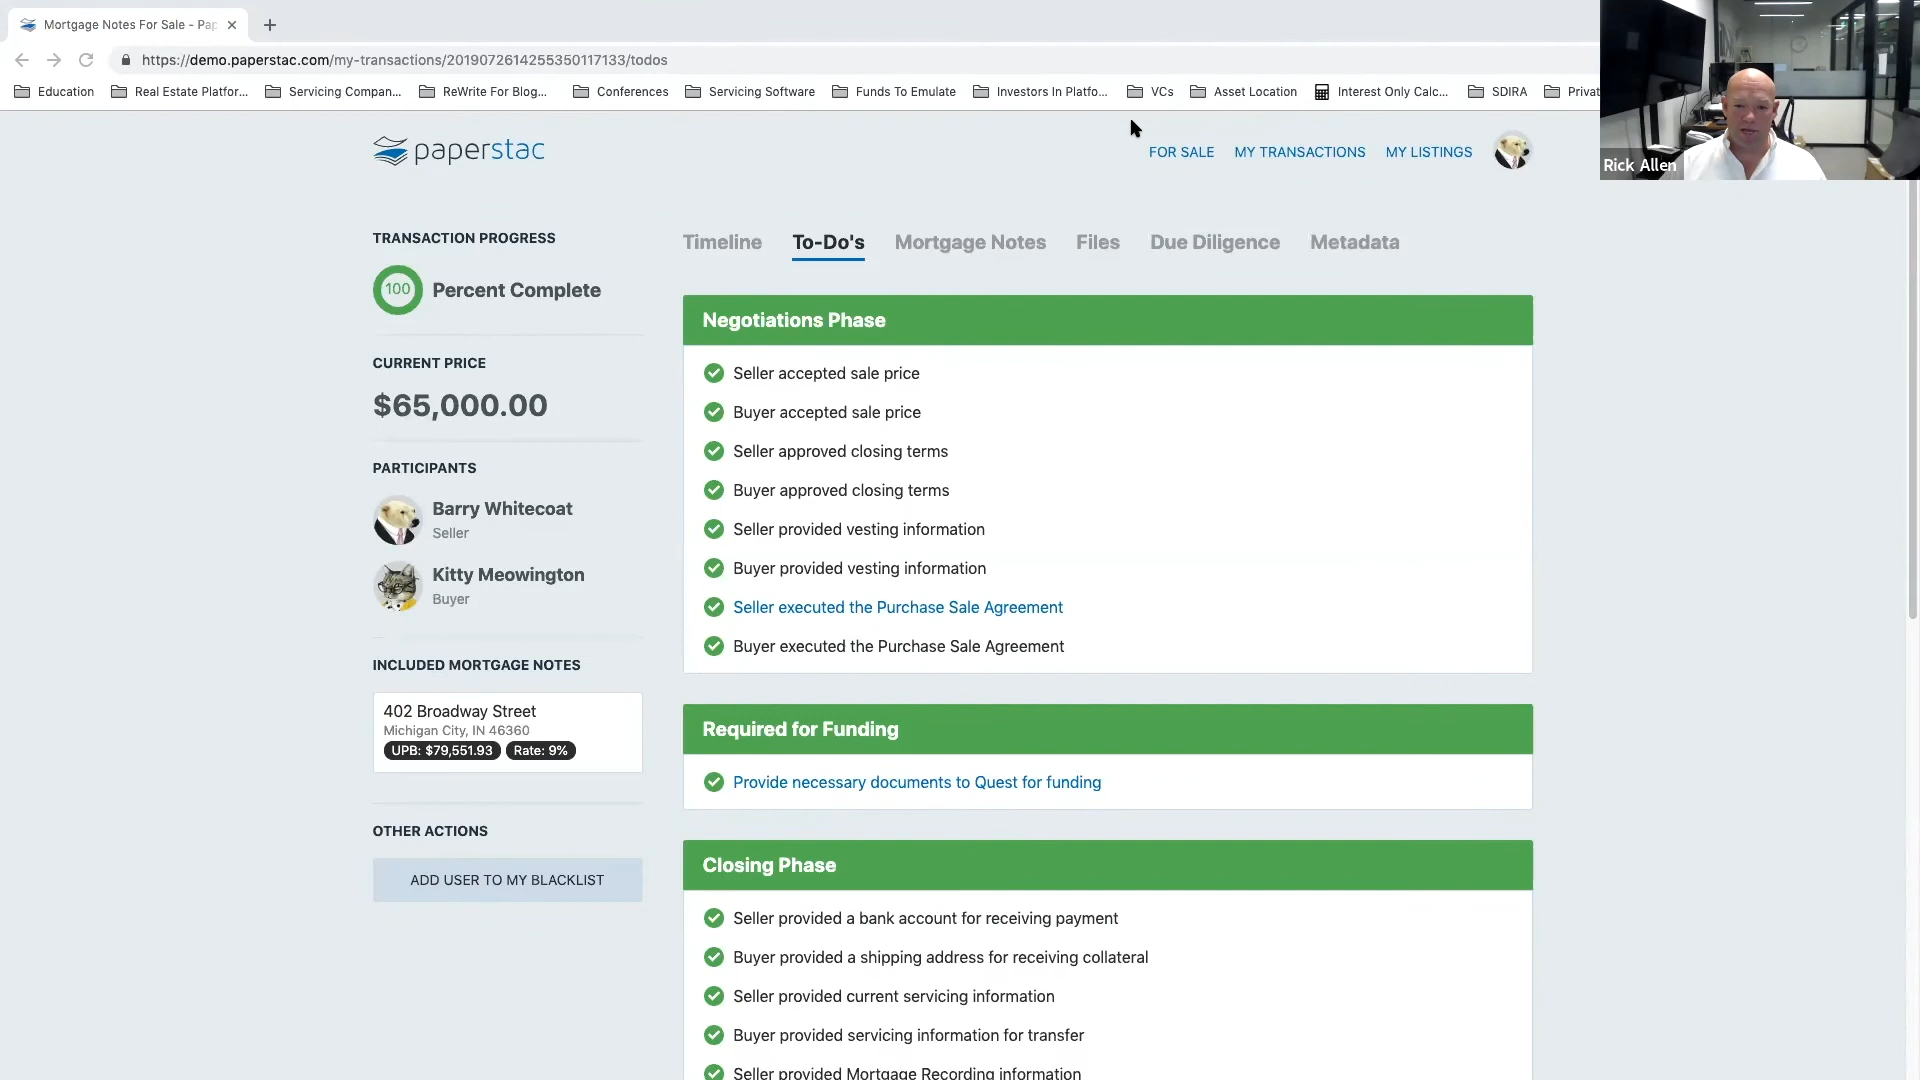 Mortgage Notes For Sale - Pap
https://demo.paperstac.com/my-transactions/2019072614255350117133/todos
Education
Real Estate Platfor...
Servicing Compan...
ReWrite For Blog...
Conferences
Servicing Software
Funds To Emulate
Investors In Platfo...
VCs
Asset Location
Interest Only Calc...
SDIRA
Privat
Rick Allen
paperstac
FOR SALE
MY TRANSACTIONS
MY LISTINGS
TRANSACTION PROGRESS
100
Percent Complete
CURRENT PRICE
$65,000.00
PARTICIPANTS
Barry Whitecoat
Seller
Kitty Meowington
Buyer
INCLUDED MORTGAGE NOTES
402 Broadway Street
Michigan City, IN 46360
UPB: $79,551.93 Rate: 9%
OTHER ACTIONS
ADD USER TO MY BLACKLIST
Timeline
To-Do's
Mortgage Notes
Files
Due Diligence
Metadata
Negotiations Phase
Seller accepted sale price
Buyer accepted sale price
Seller approved closing terms
Buyer approved closing terms
Seller provided vesting information
Buyer provided vesting information
Seller executed the Purchase Sale Agreement
Buyer executed the Purchase Sale Agreement
Required for Funding
Provide necessary documents to Quest for funding
Closing Phase
Seller provided a bank account for receiving payment
Buyer provided a shipping address for receiving collateral
Seller provided current servicing information
Buyer provided servicing information for transfer
Seller provided Mortgage Recording information